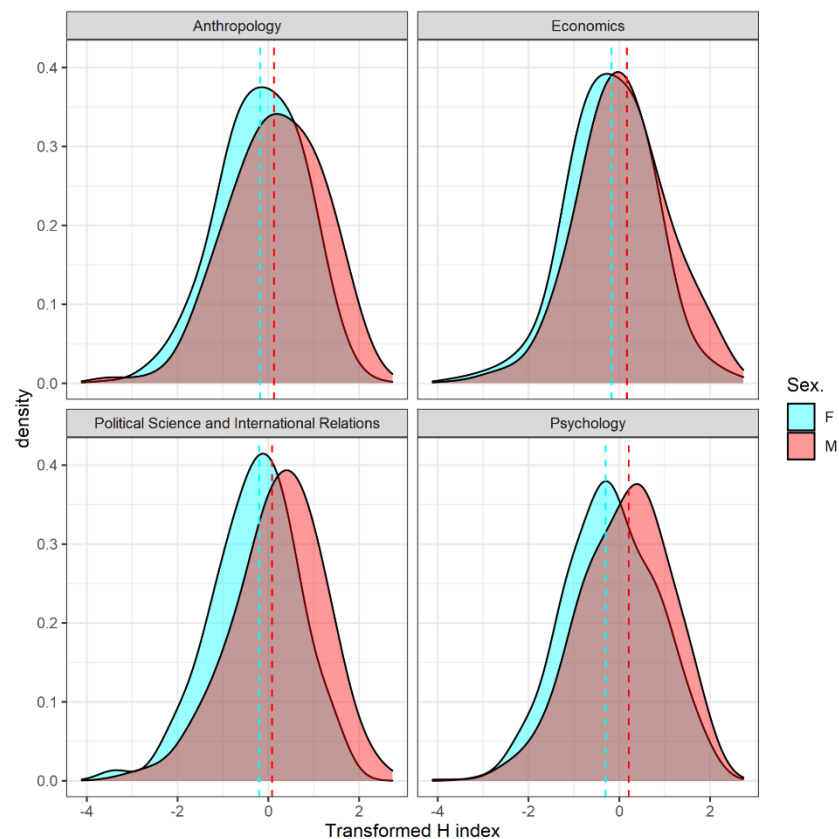 Anthropology
Economics
0.4
0.3
0.2
0.1
0.0
Political Science and International Relations
Psychology
0.4
0.3
0.2
0.1
0.0
density
-4
-2
0
2
-4
-2
0
2
Transformed H index
Sex.
F
M